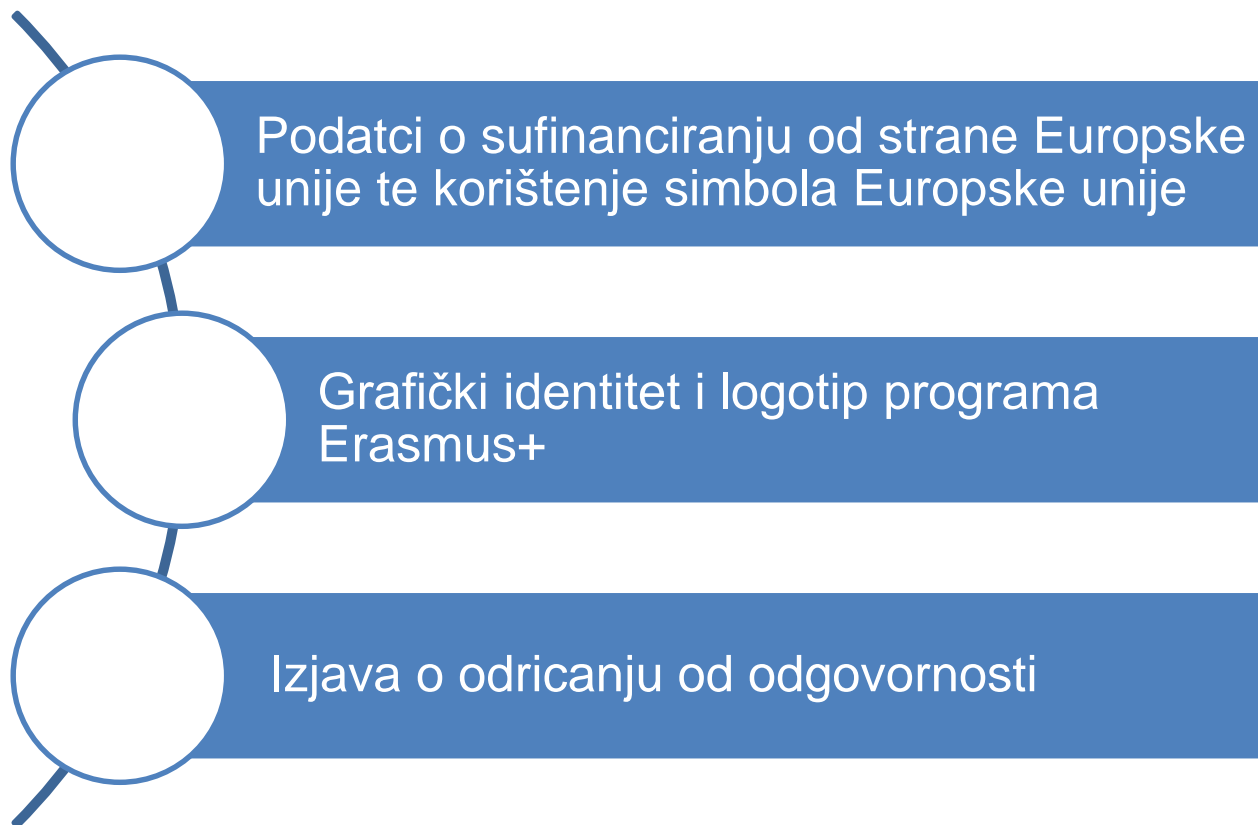 Podatci o sufinanciranju od strane Europske
unije te korištenje simbola Europske unije
Grafički identitet i logotip programa
Erasmus+
Izjava o odricanju od odgovornosti